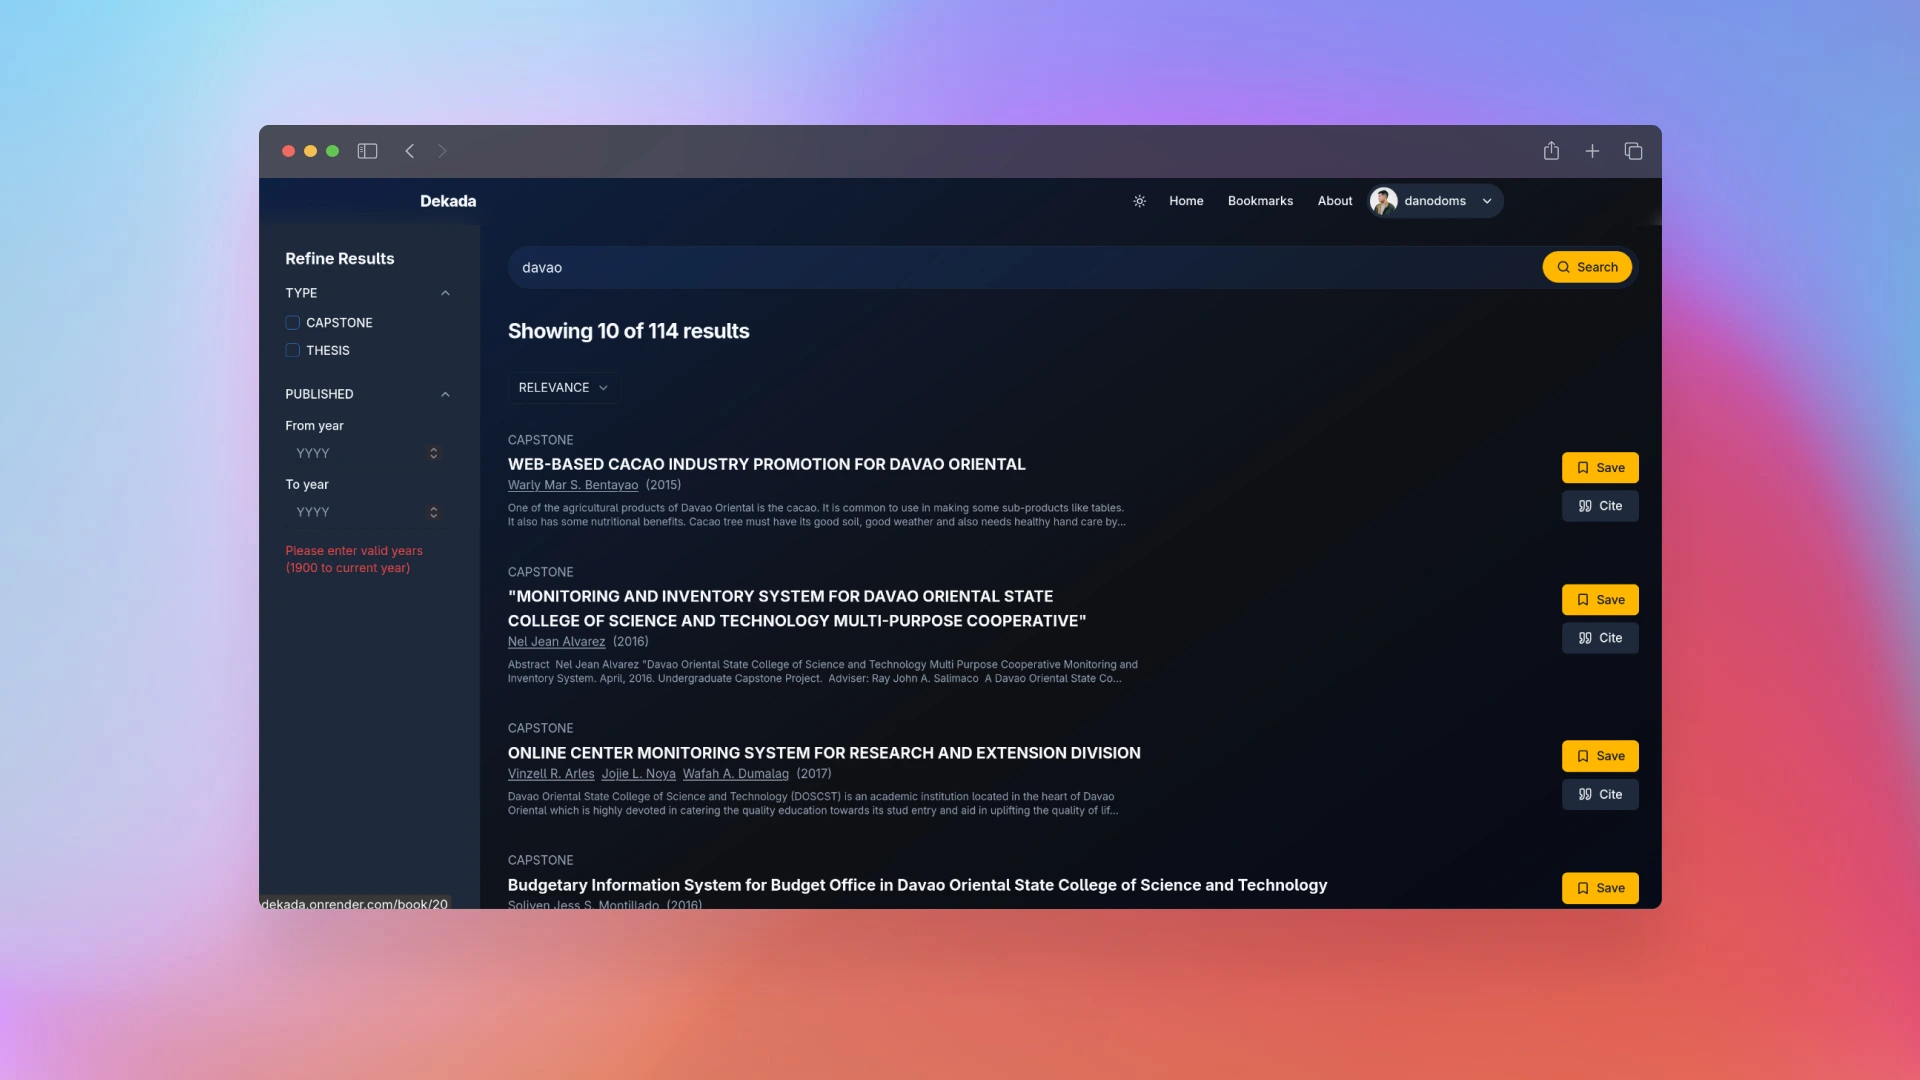 Dekada
Home
Bookmarks
About
danodoms
Refine Results
TYPE
CAPSTONE
THESIS
PUBLISHED
From year
YYYY
To year
YYYY
Please enter valid years
(1900 to current year)
davao
Search
Showing 10 of 114 results
RELEVANCE
CAPSTONE
WEB-BASED CACAO INDUSTRY PROMOTION FOR DAVAO ORIENTAL
Warly Mar S. Bentayao (2015)
One of the agricultural products of Davao Oriental is the cacao. It is common to use in making some sub-products like tables.
It also has some nutritional benefits. Cacao tree must have its good soil, good weather and also needs healthy hand care by...
Save
Cite
CAPSTONE
"MONITORING AND INVENTORY SYSTEM FOR DAVAO ORIENTAL STATE
COLLEGE OF SCIENCE AND TECHNOLOGY MULTI-PURPOSE COOPERATIVE"
Nel Jean Alvarez (2016)
Abstract Nel Jean Alvarez "Davao Oriental State College of Science and Technology Multi Purpose Cooperative Monitoring and
Inventory System. April, 2016. Undergraduate Capstone Project. Adviser: Ray John A. Salimaco A Davao Oriental State Co...
Save
Cite
CAPSTONE
ONLINE CENTER MONITORING SYSTEM FOR RESEARCH AND EXTENSION DIVISION
Vinzell R. Arles Jojie L. Noya Wafah A. Dumalag (2017)
Davao Oriental State College of Science and Technology (DOSCST) is an academic institution located in the heart of Davao
Oriental which is highly devoted in catering the quality education towards its stud entry and aid in uplifting the quality of lif...
Save
Cite
CAPSTONE
Budgetary Information System for Budget Office in Davao Oriental State College of Science and Technology
Soliven Jess S. Montillado (2016)
Save
dekada.onrender.com/book/20